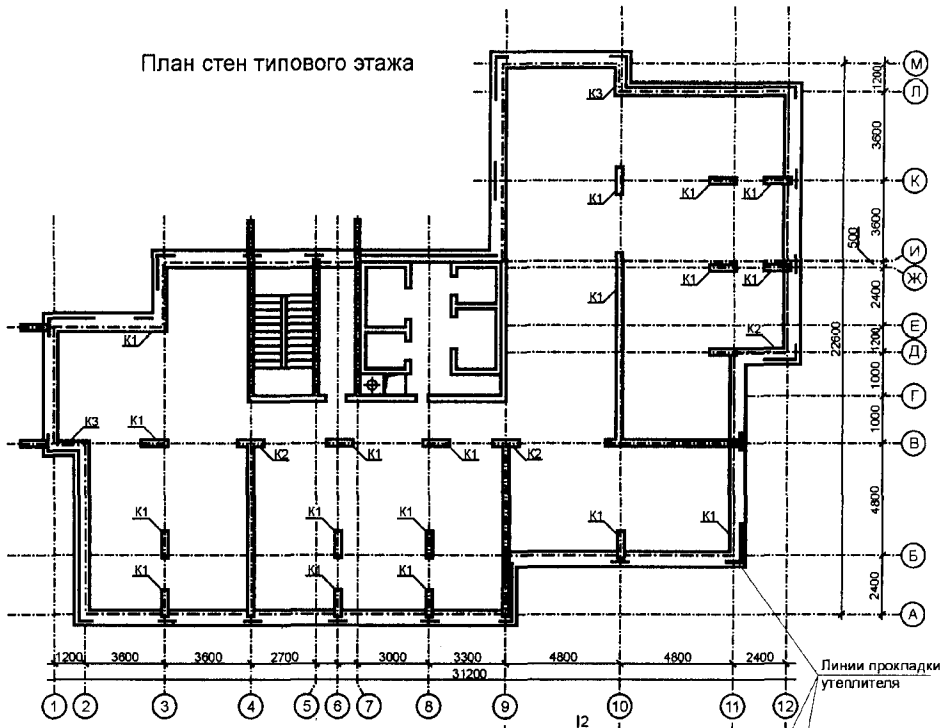 План стен типового этажа
М
1200
Л
К3
3600
К
К1
К1
К1
3600
500
И
Ж
К1
К1
К1
2400
Е
К1
К2
1200
Д
22600
1000
Г
1000
К3
К1
К2
К1
К1
К2
В
4800
К1
К1
К1
К1
К1
Б
К1
К1
К1
2400
А
1200
3600
3600
2700
3000
3300
4800
4800
2400
31200
Линии прокладки
утеплителя
1
2
3
4
5
6
7
8
9
10
11
12
2